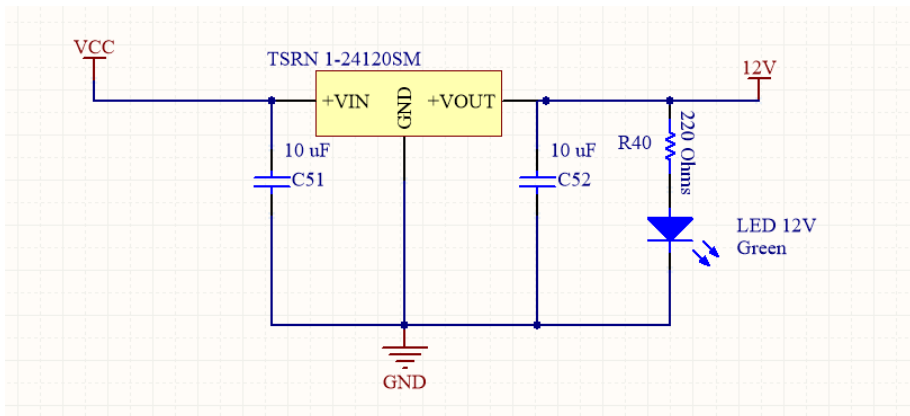 VCC
TSRN 1-24120SM
12V
+VIN
GND
+VOUT
10 uF
C51
10 uF
C52
R40
220 Ohms
LED 12V
Green
GND